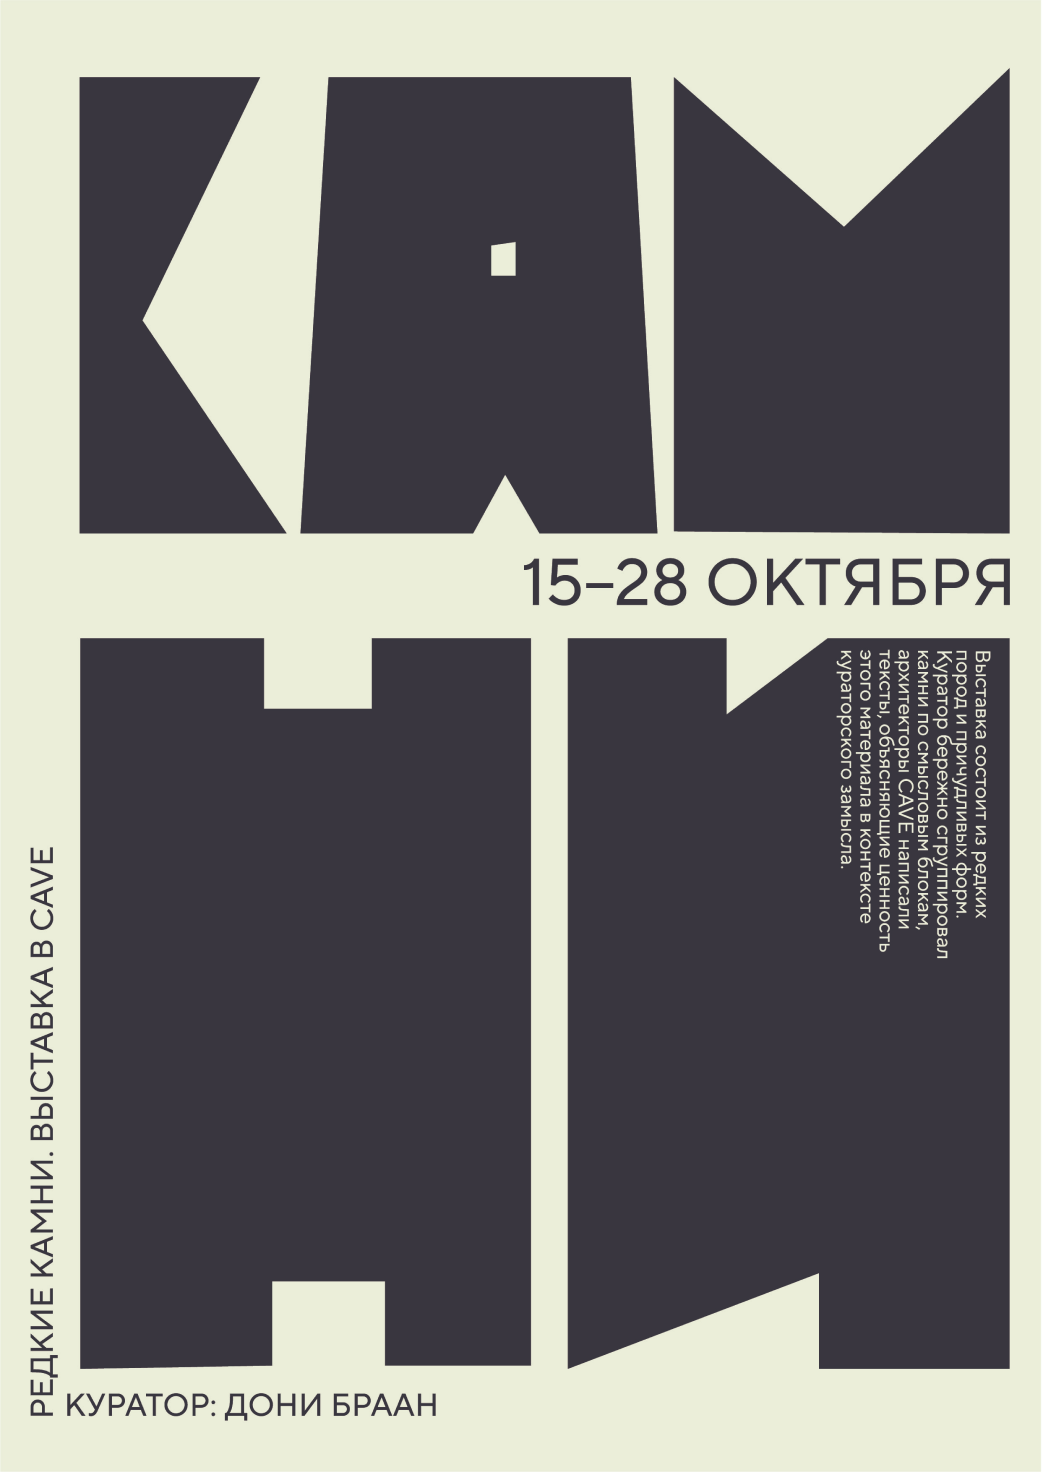 КАМ
15–28 ОКТЯБРЯ
НИ
Выставка состоит из редких
пород и причудливых форм.
Куратор бережно сгруппировал
камни по смысловым блокам,
архитекторы CAVE написали
тексты, объясняющие ценность
этого материала в контексте
кураторского замысла.
РЕДКИЕ КАМНИ. ВЫСТАВКА В CAVE
КУРАТОР: ДОНИ БРААН